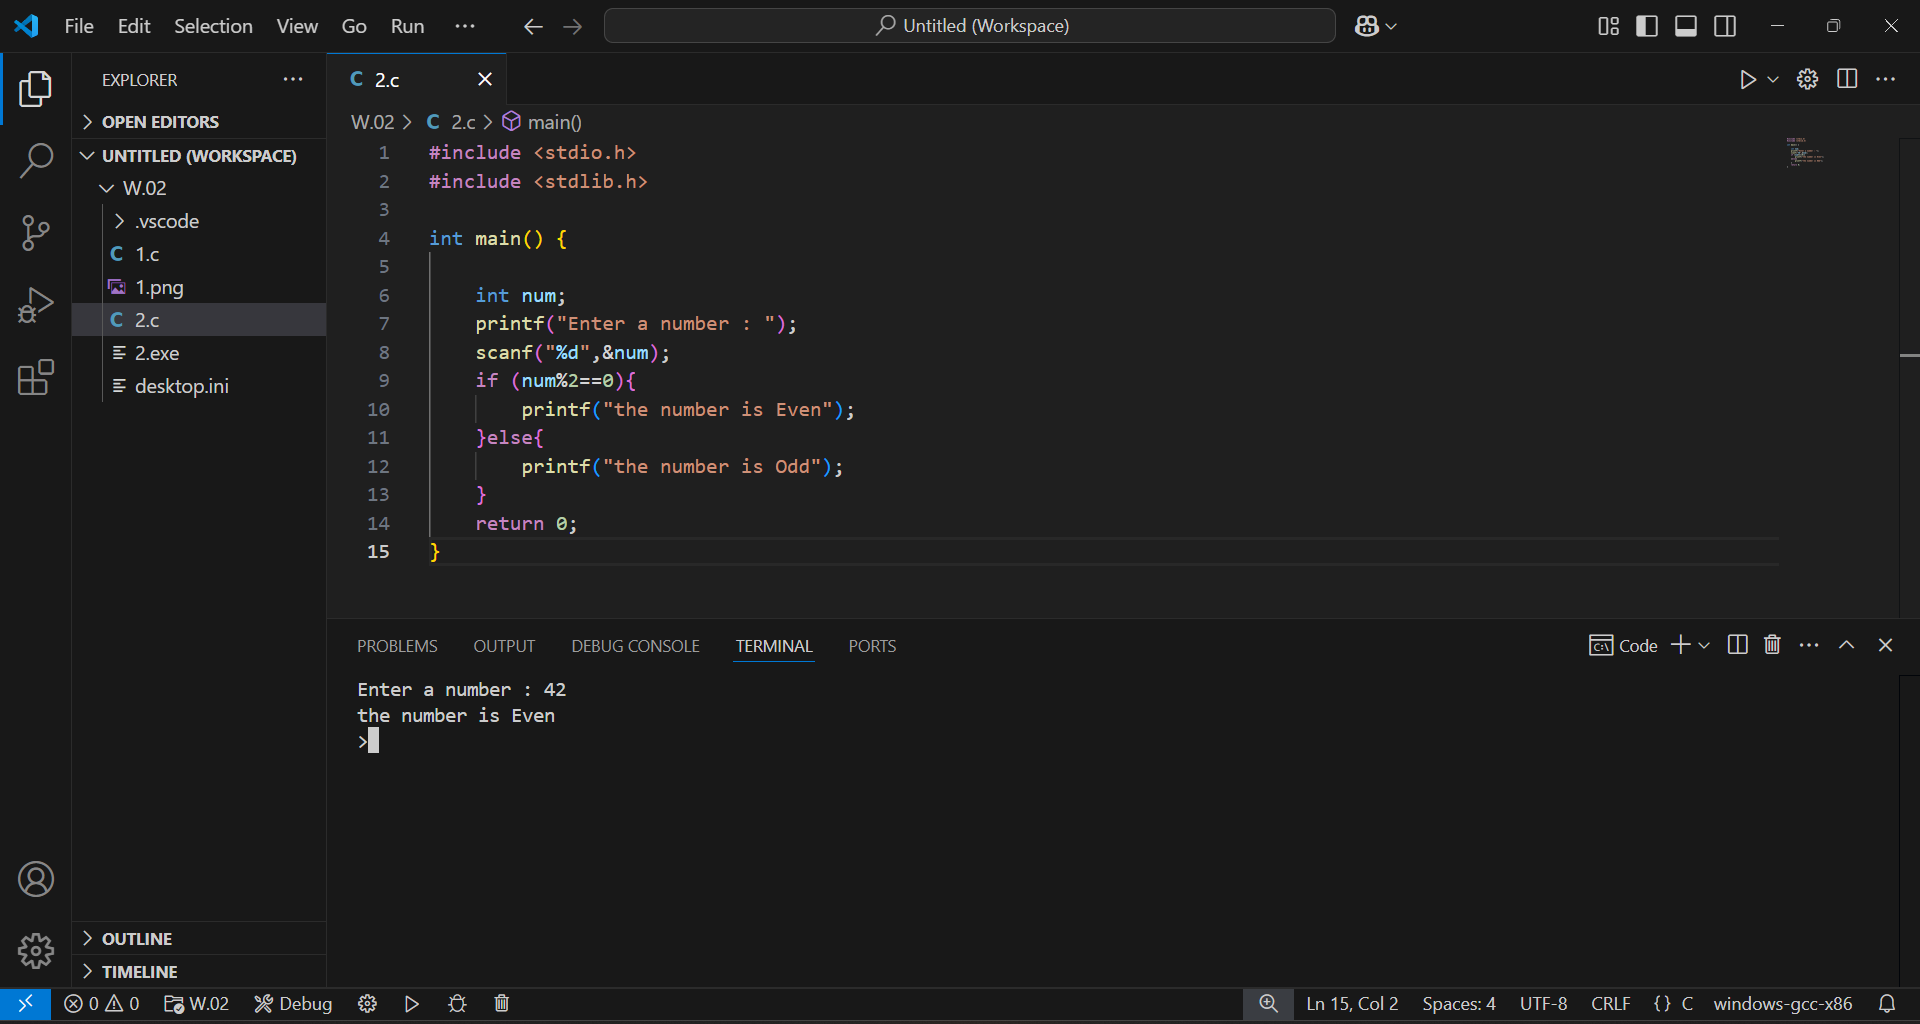 File Edit Selection View Go Run ···
Untitled (Workspace)
EXPLORER
OPEN EDITORS
UNTITLED (WORKSPACE)
W.02
.vscode
C 1.c
1.png
C 2.c
2.exe
desktop.ini
OUTLINE
TIMELINE
C 2.c
W.02 > C 2.c > main()
1 #include <stdio.h>
2 #include <stdlib.h>
3
4 int main() {
5
6 int num;
7 printf("Enter a number : ");
8 scanf("%d",&num);
9 if (num%2==0){
10 printf("the number is Even");
11 }else{
12 printf("the number is Odd");
13 }
14 return 0;
15 }
PROBLEMS OUTPUT DEBUG CONSOLE TERMINAL PORTS
Code
Enter a number : 42
the number is Even
>
0 0 W.02 Debug
Ln 15, Col 2 Spaces: 4 UTF-8 CRLF {} C windows-gcc-x86